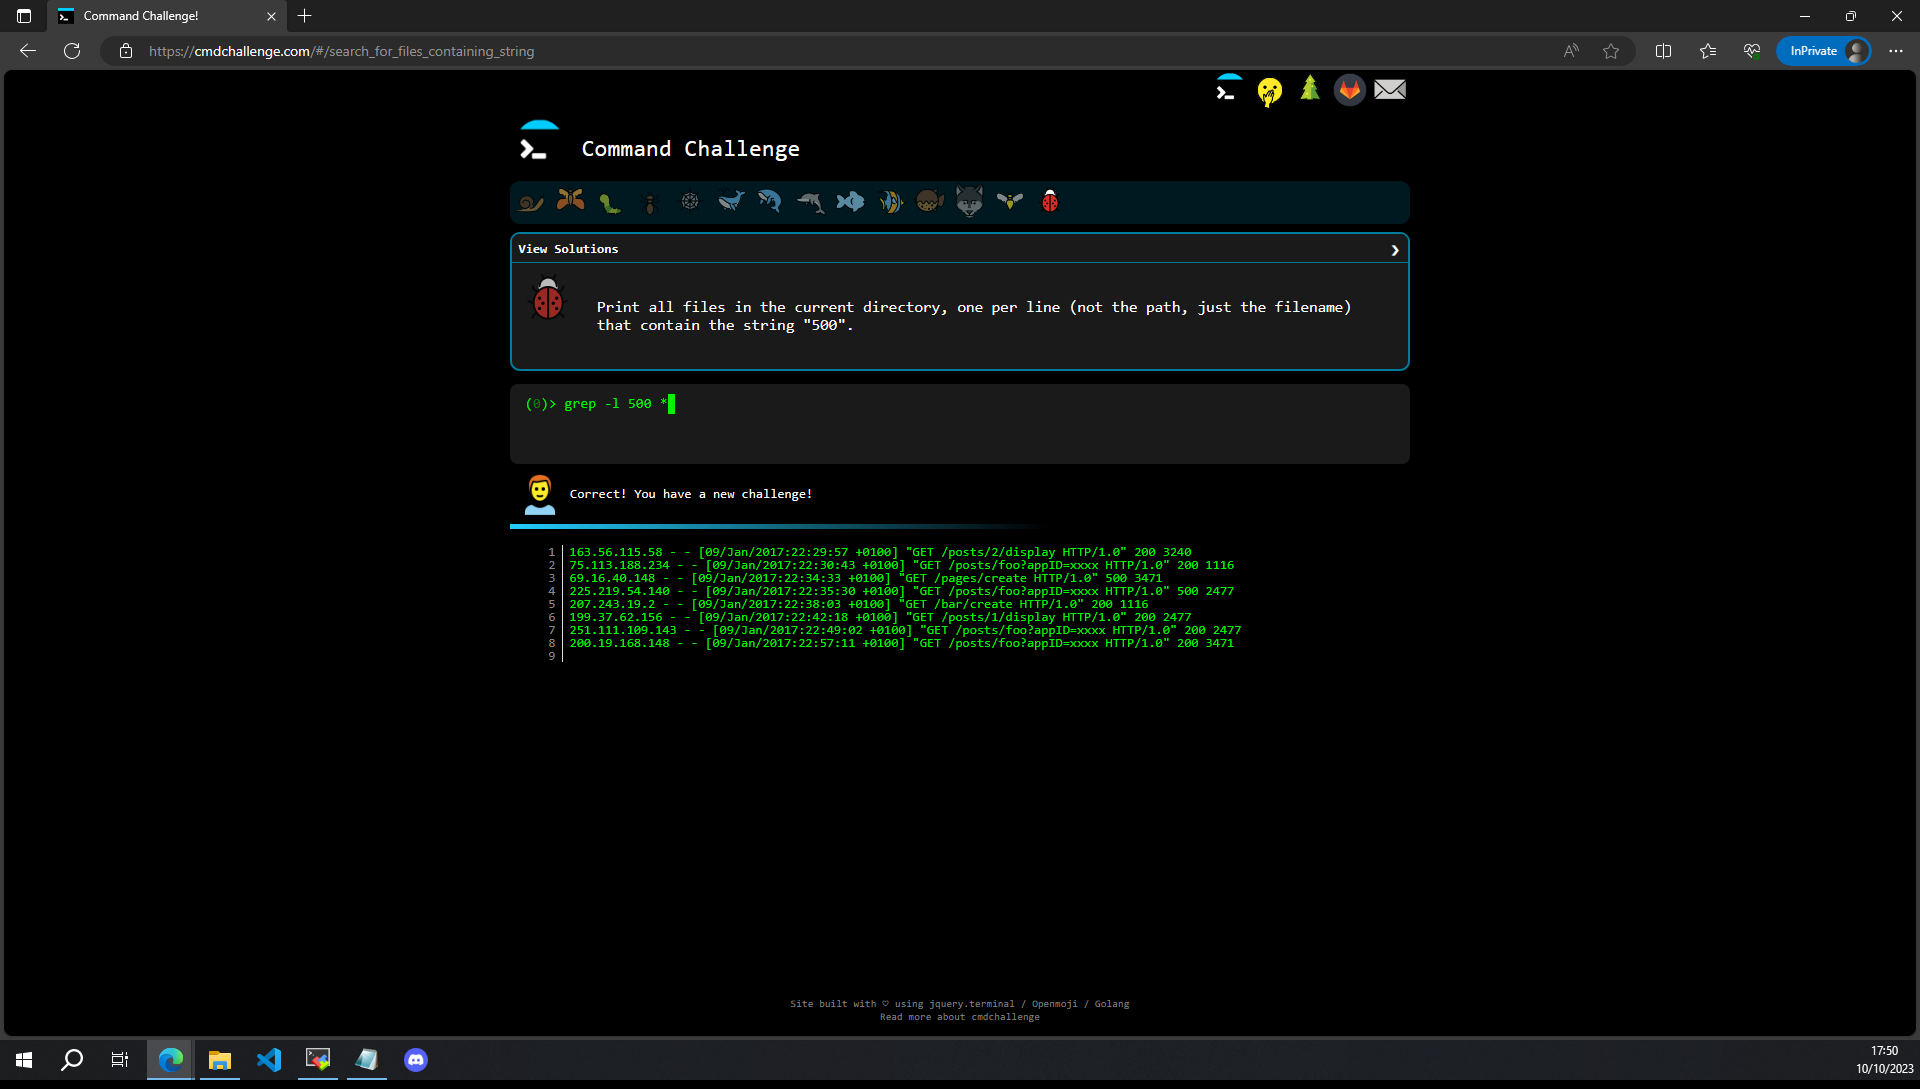 Command Challenge!
https://cmdchallenge.com/#/search_for_files_containing_string
InPrivate
Command Challenge
View Solutions
Print all files in the current directory, one per line (not the path, just the filename)
that contain the string "500".
(0)> grep -l 500 *
Correct! You have a new challenge!
1 163.56.115.58 - - [09/Jan/2017:22:29:57 +0100] "GET /posts/2/display HTTP/1.0" 200 3240
2 75.113.188.234 - - [09/Jan/2017:22:30:43 +0100] "GET /posts/foo?appID=xxxx HTTP/1.0" 200 1116
3 69.16.40.148 - - [09/Jan/2017:22:34:33 +0100] "GET /pages/create HTTP/1.0" 500 3471
4 225.219.54.140 - - [09/Jan/2017:22:35:30 +0100] "GET /posts/foo?appID=xxxx HTTP/1.0" 500 2477
5 207.243.19.2 - - [09/Jan/2017:22:38:03 +0100] "GET /bar/create HTTP/1.0" 200 1116
6 199.37.62.156 - - [09/Jan/2017:22:42:18 +0100] "GET /posts/1/display HTTP/1.0" 200 2477
7 251.111.109.143 - - [09/Jan/2017:22:49:02 +0100] "GET /posts/foo?appID=xxxx HTTP/1.0" 200 2477
8 200.19.168.148 - - [09/Jan/2017:22:57:11 +0100] "GET /posts/foo?appID=xxxx HTTP/1.0" 200 3471
9
Site built with ♡ using jquery.terminal / Openmoji / Golang
Read more about cmdchallenge
17:50
10/10/2023